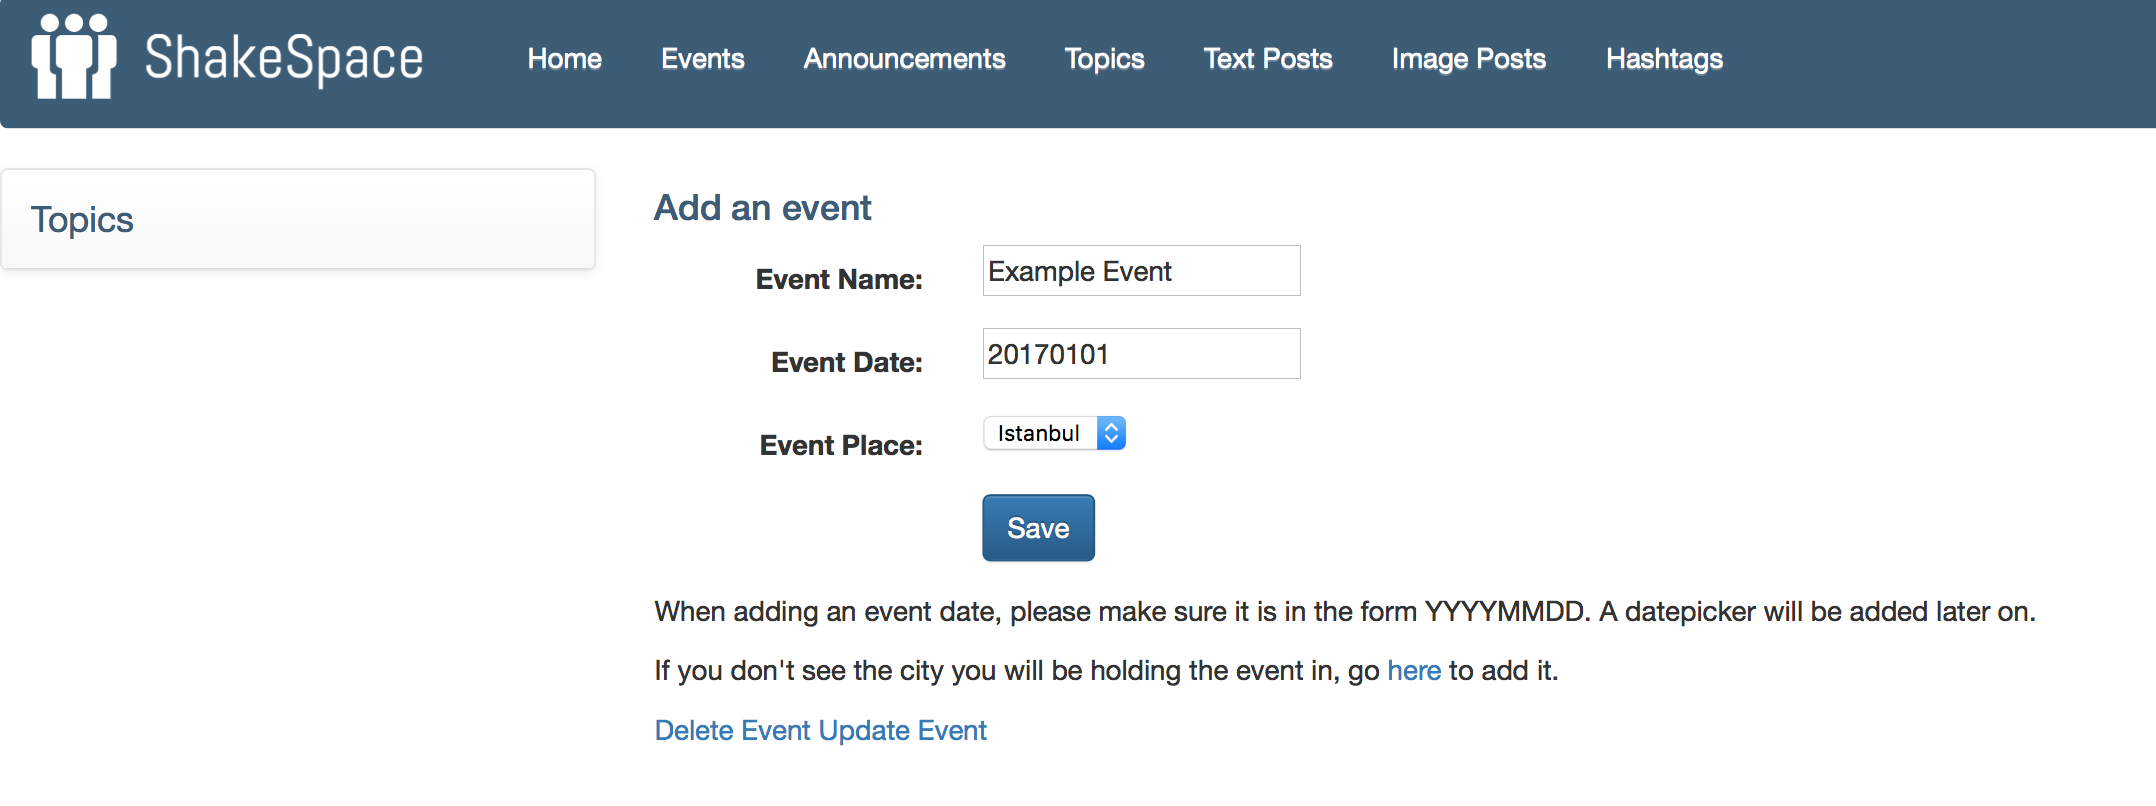 ShakeSpace Home Events Announcements Topics Text Posts Image Posts Hashtags
Topics
Add an event
Event Name: Example Event
Event Date: 20170101
Event Place: Istanbul
Save
When adding an event date, please make sure it is in the form YYYYMMDD. A datepicker will be added later on.
If you don't see the city you will be holding the event in, go here to add it.
Delete Event Update Event